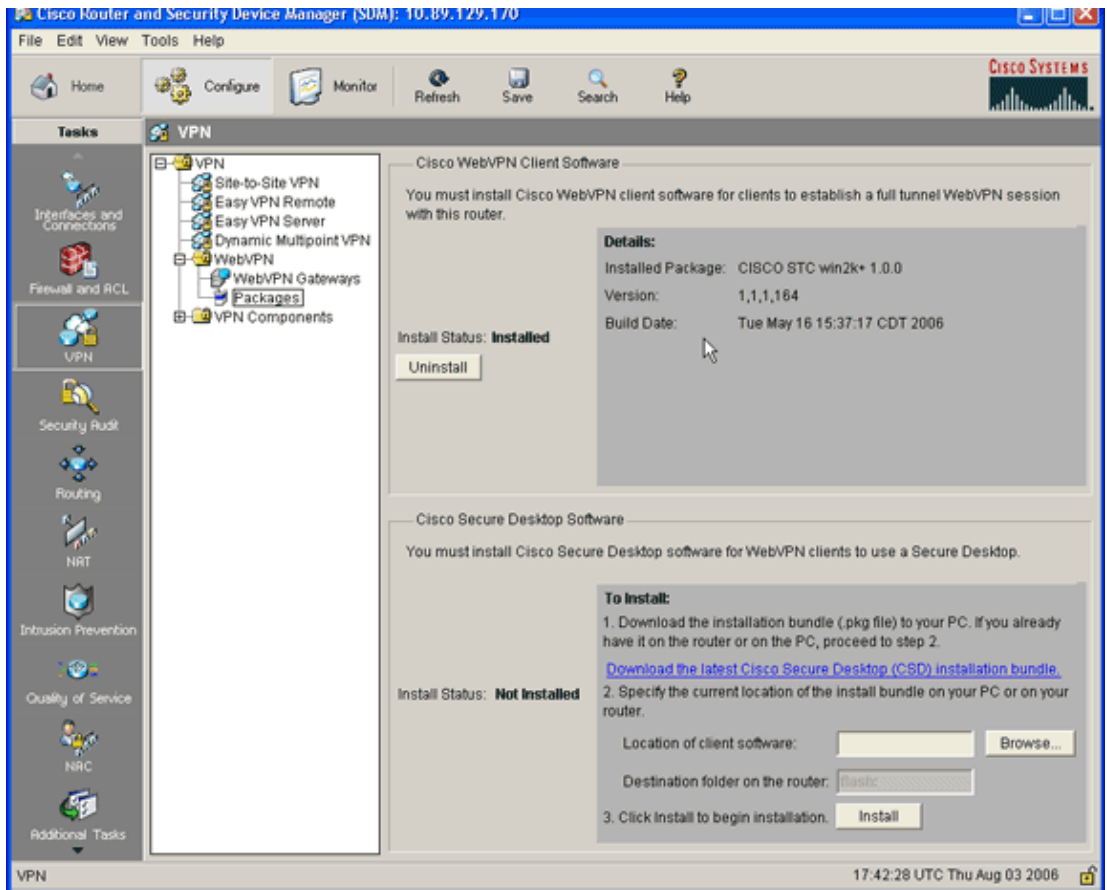 Cisco Router and Security Device Manager (SDM): 10.89.129.170
File Edit View Tools Help
Home
Configure
Monitor
Refresh
Save
Search
Help
CISCO SYSTEMS
Tasks
VPN
Interfaces and
Connections
Firewall and ACL
VPN
Security Audit
Routing
NAT
Intrusion Prevention
Quality of Service
NAC
Additional Tasks
VPN
Site-to-Site VPN
Easy VPN Remote
Easy VPN Server
Dynamic Multipoint VPN
WebVPN
WebVPN Gateways
Packages
VPN Components
Cisco WebVPN Client Software
You must install Cisco WebVPN client software for clients to establish a full tunnel WebVPN session
with this router.
Install Status: Installed
Uninstall
Details:
Installed Package: CISCO STC win2k+ 1.0.0
Version: 1,1,1,164
Build Date: Tue May 16 15:37:17 CDT 2006
Cisco Secure Desktop Software
You must install Cisco Secure Desktop software for WebVPN clients to use a Secure Desktop.
Install Status: Not Installed
To Install:
1. Download the installation bundle (.pkg file) to your PC. If you already
have it on the router or on the PC, proceed to step 2.
Download the latest Cisco Secure Desktop (CSD) installation bundle.
2. Specify the current location of the install bundle on your PC or on your
router.
Location of client software:
Browse...
Destination folder on the router: flash:
3. Click Install to begin installation.
Install
VPN
17:42:28 UTC Thu Aug 03 2006